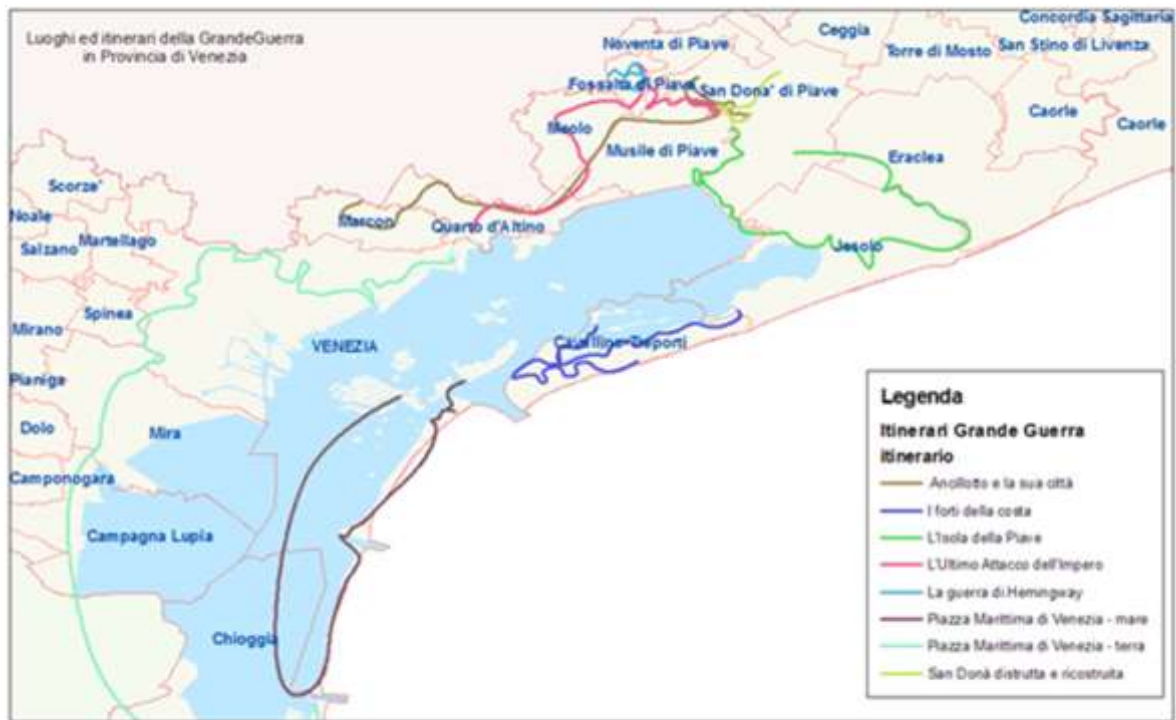 Luoghi ed itinerari della GrandeGuerra
in Provincia di Venezia
Concordia Sagittaria
Ceggia
Noventa di Piave
Torre di Mosto
San Stino di Livenza
Fossalta di Piave
San Dona' di Piave
Caorle
Caorle
Meolo
Musile di Piave
Eraclea
Scorze'
Noale
Marcon
Quarto d'Altino
Martellago
Salzano
Jesolo
Spinea
Mirano
VENEZIA
Cavallino-Treporti
Pianiga
Dolo
Mira
Camponogara
Campagna Lupia
Chioggia
Legenda
Itinerari Grande Guerra
itinerario
Ancillotto e la sua città
I forti della costa
L'Isola della Piave
L'Ultimo Attacco dell'Impero
La guerra di Hemingway
Piazza Marittima di Venezia - mare
Piazza Marittima di Venezia - terra
San Donà distrutta e ricostruita